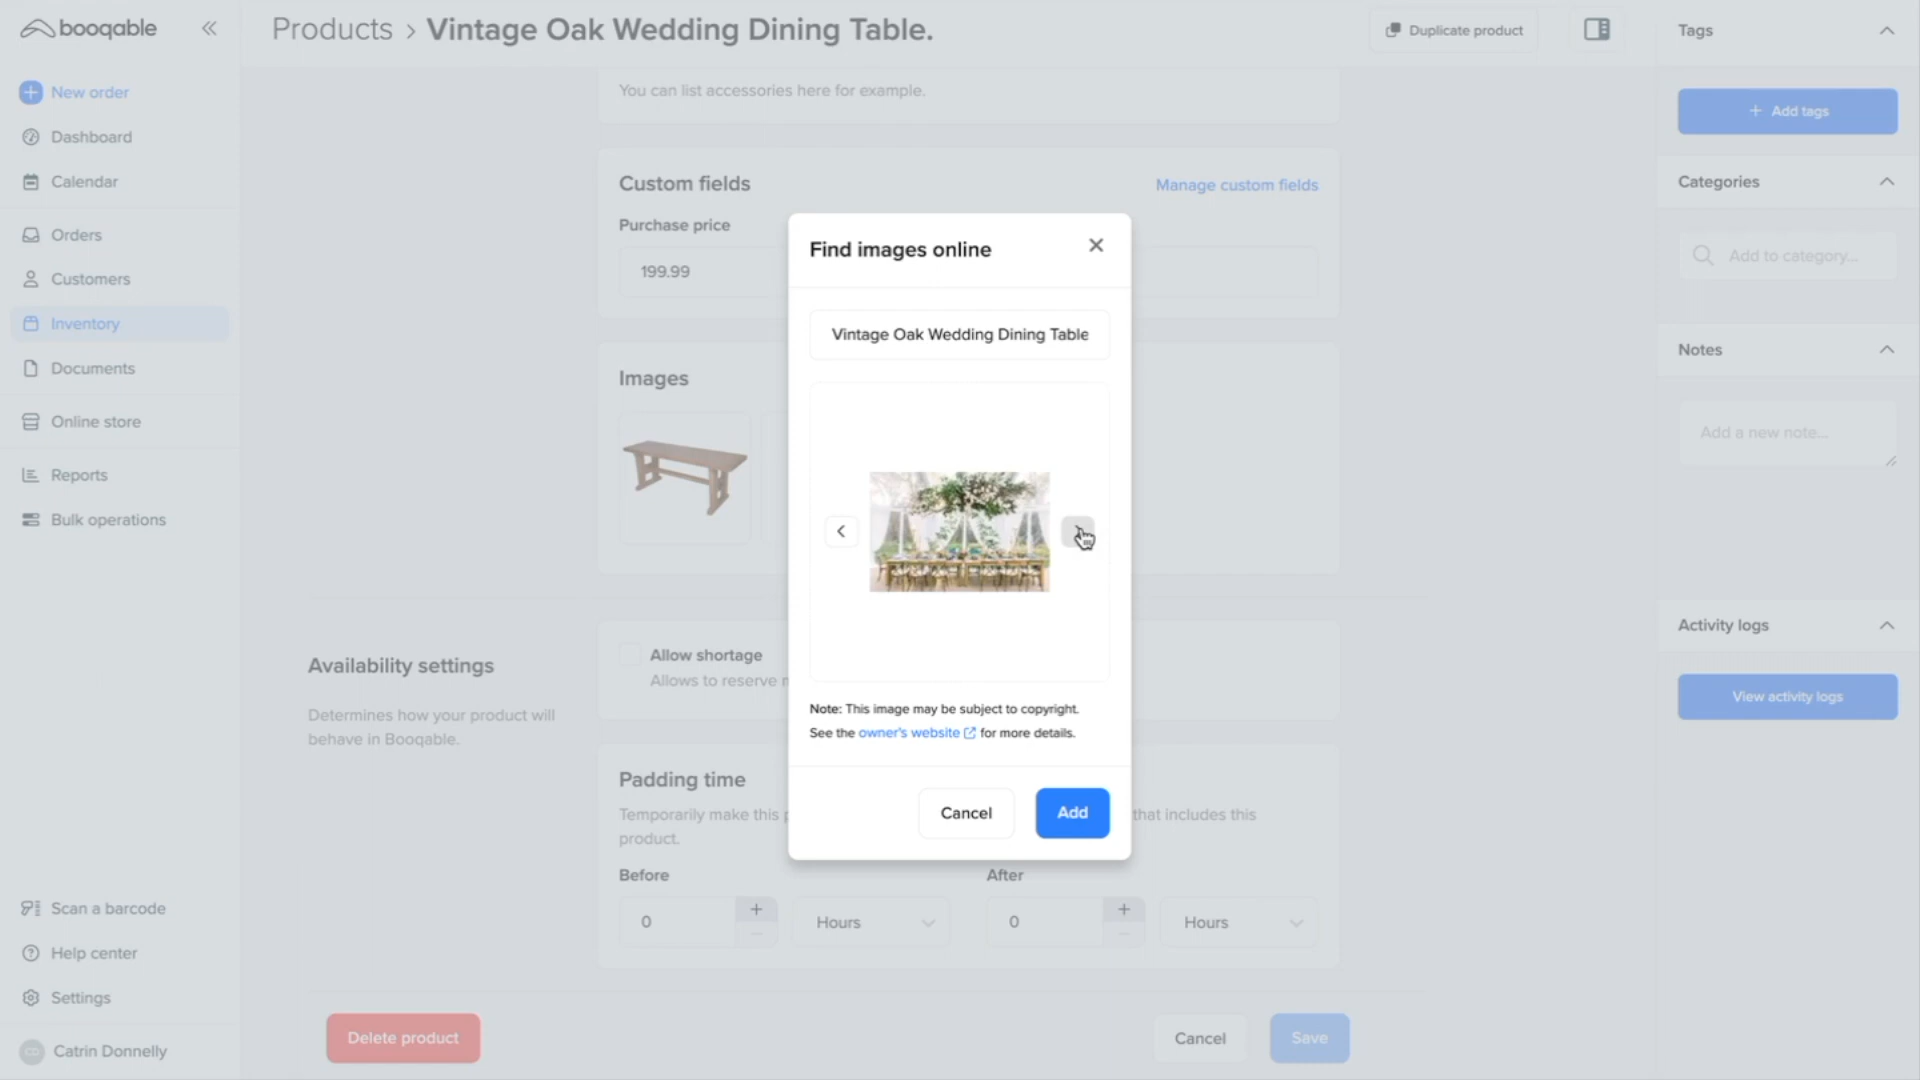 booqable
New order
Dashboard
Calendar
Orders
Customers
Inventory
Documents
Online store
Reports
Bulk operations
Scan a barcode
Help center
Settings
CD
Catrin Donnelly
Products › Vintage Oak Wedding Dining Table.
Duplicate product
You can list accessories here for example.
Custom fields
Manage custom fields
Purchase price
199.99
Images
Availability settings
Determines how your product will
behave in Booqable.
Allow shortage
Allows to reserve
Padding time
Temporarily make this
that includes this
product.
Before
After
0
Hours
0
Hours
Delete product
Cancel
Save
Find images online
Vintage Oak Wedding Dining Table
Note: This image may be subject to copyright.
See the owner's website for more details.
Cancel
Add
Tags
+ Add tags
Categories
Add to category...
Notes
Add a new note...
Activity logs
View activity logs